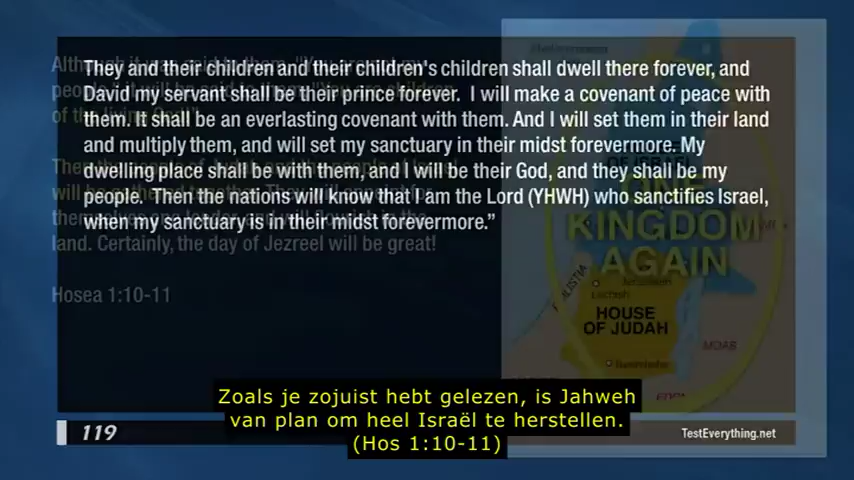 They and their children and their children's children shall dwell there forever, and
David my servant shall be their prince forever. I will make a covenant of peace with
them. It shall be an everlasting covenant with them. And I will set them in their land
and multiply them, and will set my sanctuary in their midst forevermore. My
dwelling place shall be with them, and I will be their God, and they shall be my
people. Then the nations will know that I am the Lord (YHWH) who sanctifies Israel,
when my sanctuary is in their midst forevermore.”
land. Certainly, the day of Jezreel will be great!
Hosea 1:10-11
OF ISRAEL
ONE
KINGDOM
AGAIN
Jerusalem
Lachish
HOUSE
OF JUDAH
MOAB
Beersheba
EDOM
Zoals je zojuist hebt gelezen, is Jahweh
van plan om heel Israël te herstellen.
(Hos 1:10-11)
119
TestEverything.net